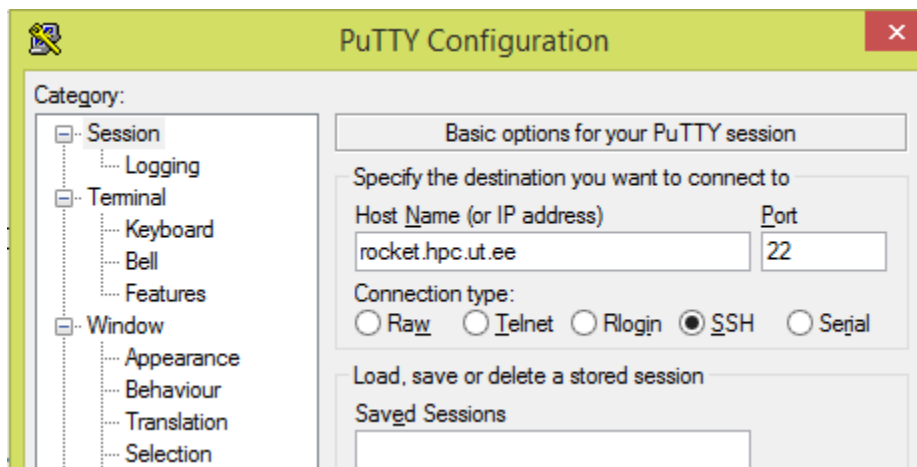 PuTTY Configuration
Category:
Session
Logging
Terminal
Keyboard
Bell
Features
Window
Appearance
Behaviour
Translation
Selection
Basic options for your PuTTY session
Specify the destination you want to connect to
Host Name (or IP address) Port
rocket.hpc.ut.ee 22
Connection type:
Raw Telnet Rlogin SSH Serial
Load, save or delete a stored session
Saved Sessions